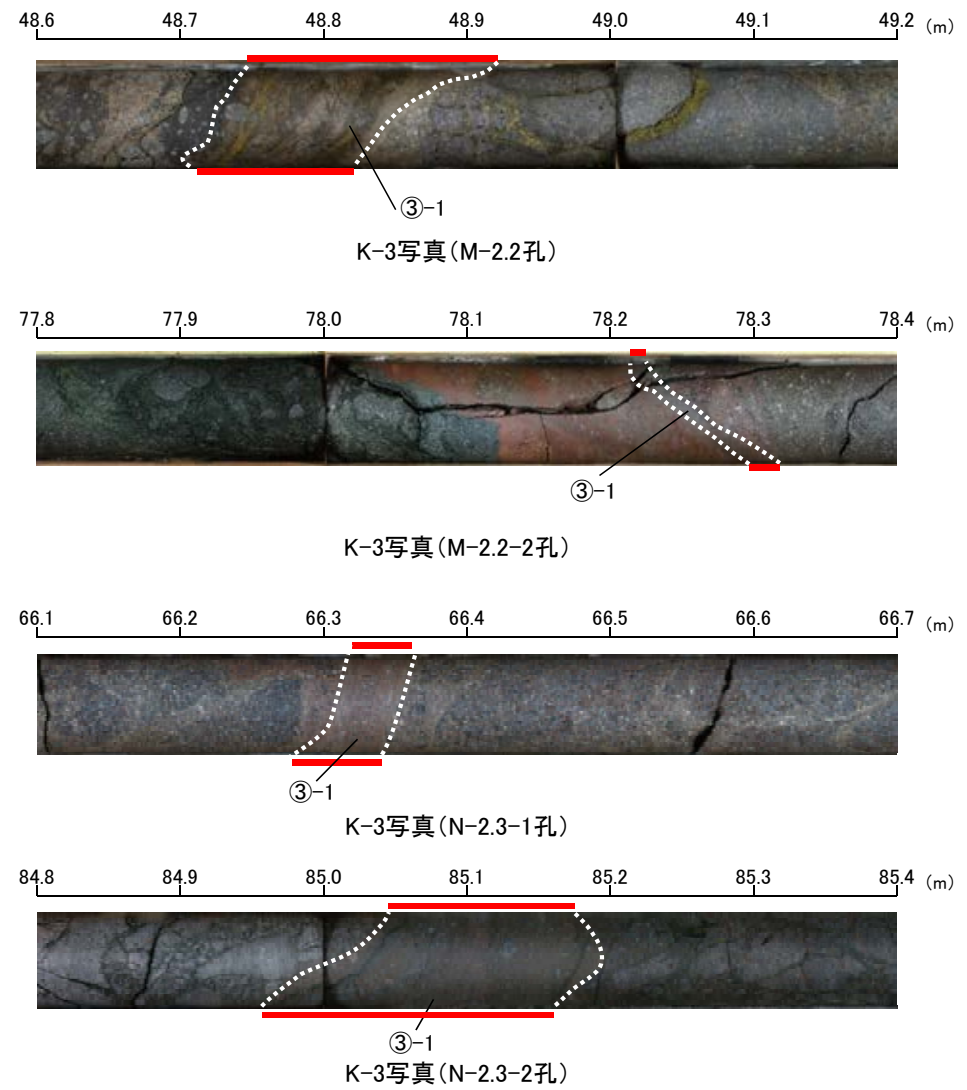 48.6 48.7 48.8 48.9 49.0 49.1 49.2 (m)
③-1
K-3写真(M-2.2孔)
77.8 77.9 78.0 78.1 78.2 78.3 78.4 (m)
③-1
K-3写真(M-2.2-2孔)
66.1 66.2 66.3 66.4 66.5 66.6 66.7 (m)
③-1
K-3写真(N-2.3-1孔)
84.8 84.9 85.0 85.1 85.2 85.3 85.4 (m)
③-1
K-3写真(N-2.3-2孔)